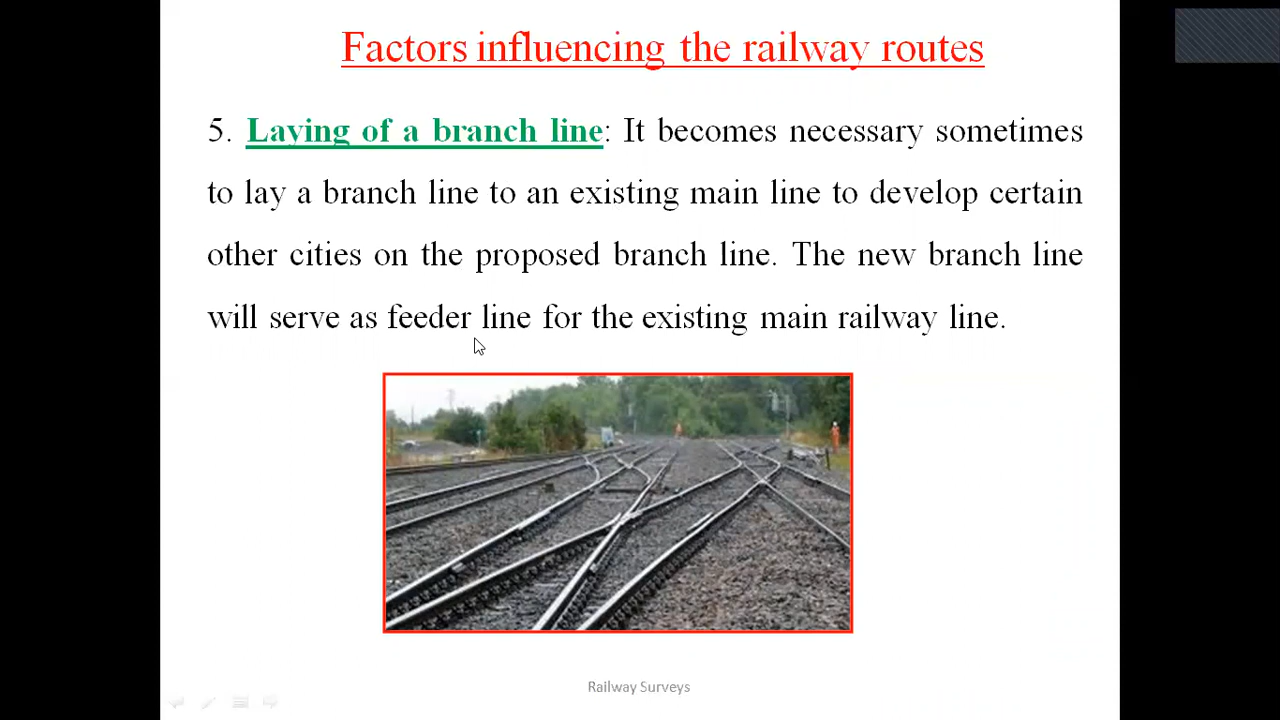 Factors influencing the railway routes
5. Laying of a branch line: It becomes necessary sometimes
to lay a branch line to an existing main line to develop certain
other cities on the proposed branch line. The new branch line
will serve as feeder line for the existing main railway line.
Railway Surveys